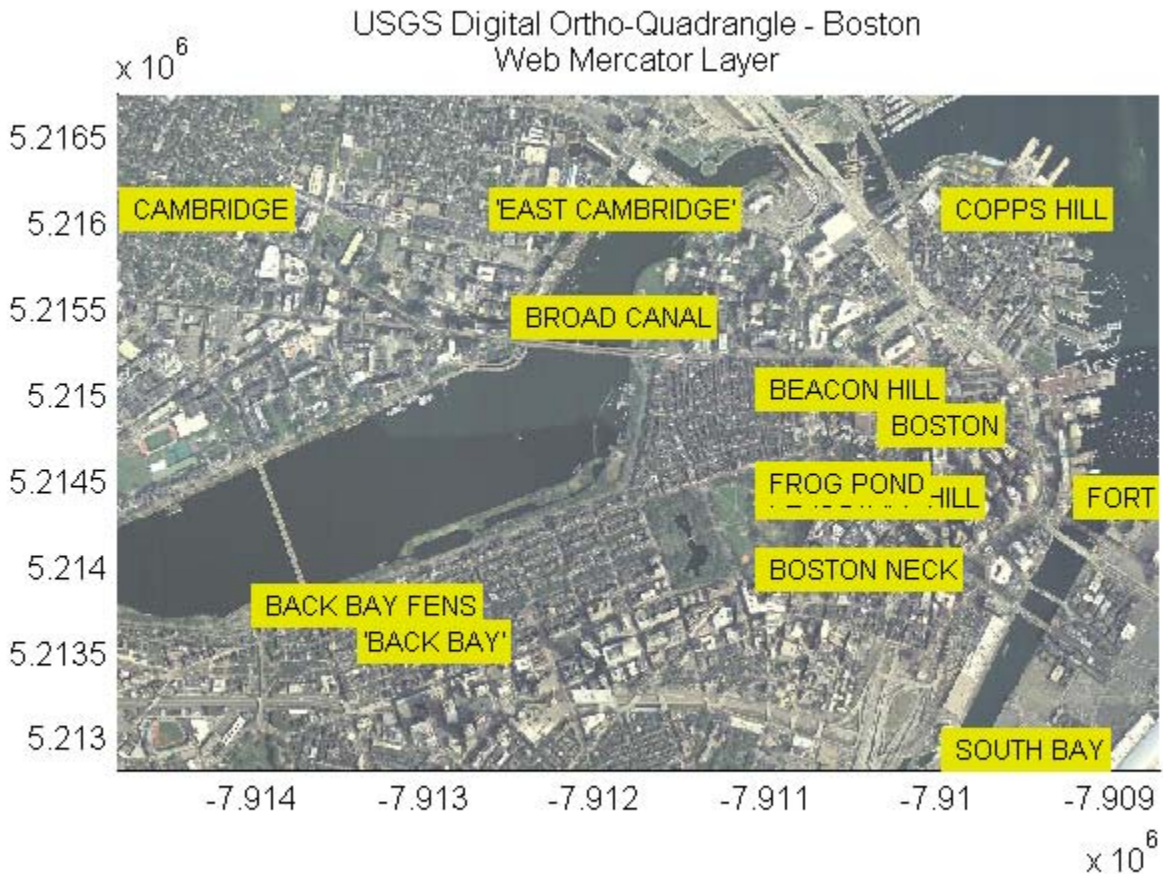 USGS Digital Ortho-Quadrangle - Boston
Web Mercator Layer
x 10^6
5.2165
5.216
5.2155
5.215
5.2145
5.214
5.2135
5.213
CAMBRIDGE
'EAST CAMBRIDGE'
COPPS HILL
BROAD CANAL
BEACON HILL
BOSTON
FROG POND
HILL
FORT
BOSTON NECK
BACK BAY FENS
'BACK BAY'
SOUTH BAY
-7.914
-7.913
-7.912
-7.911
-7.91
-7.909
x 10^6